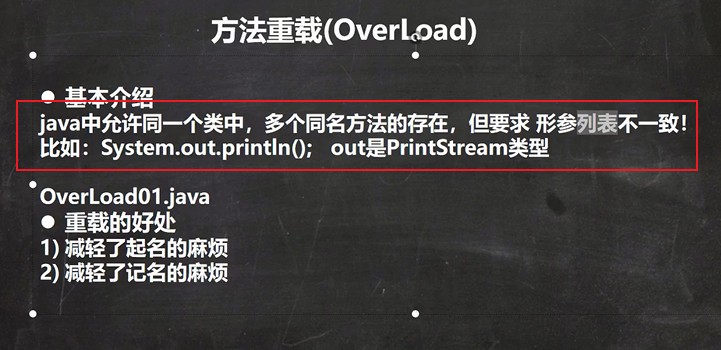 方法重载(OverLoad)
● 基本介绍
java中允许同一个类中，多个同名方法的存在，但要求 形参列表不一致！
比如：System.out.println(); out是PrintStream类型
OverLoad01.java
● 重载的好处
1) 减轻了起名的麻烦
2) 减轻了记名的麻烦